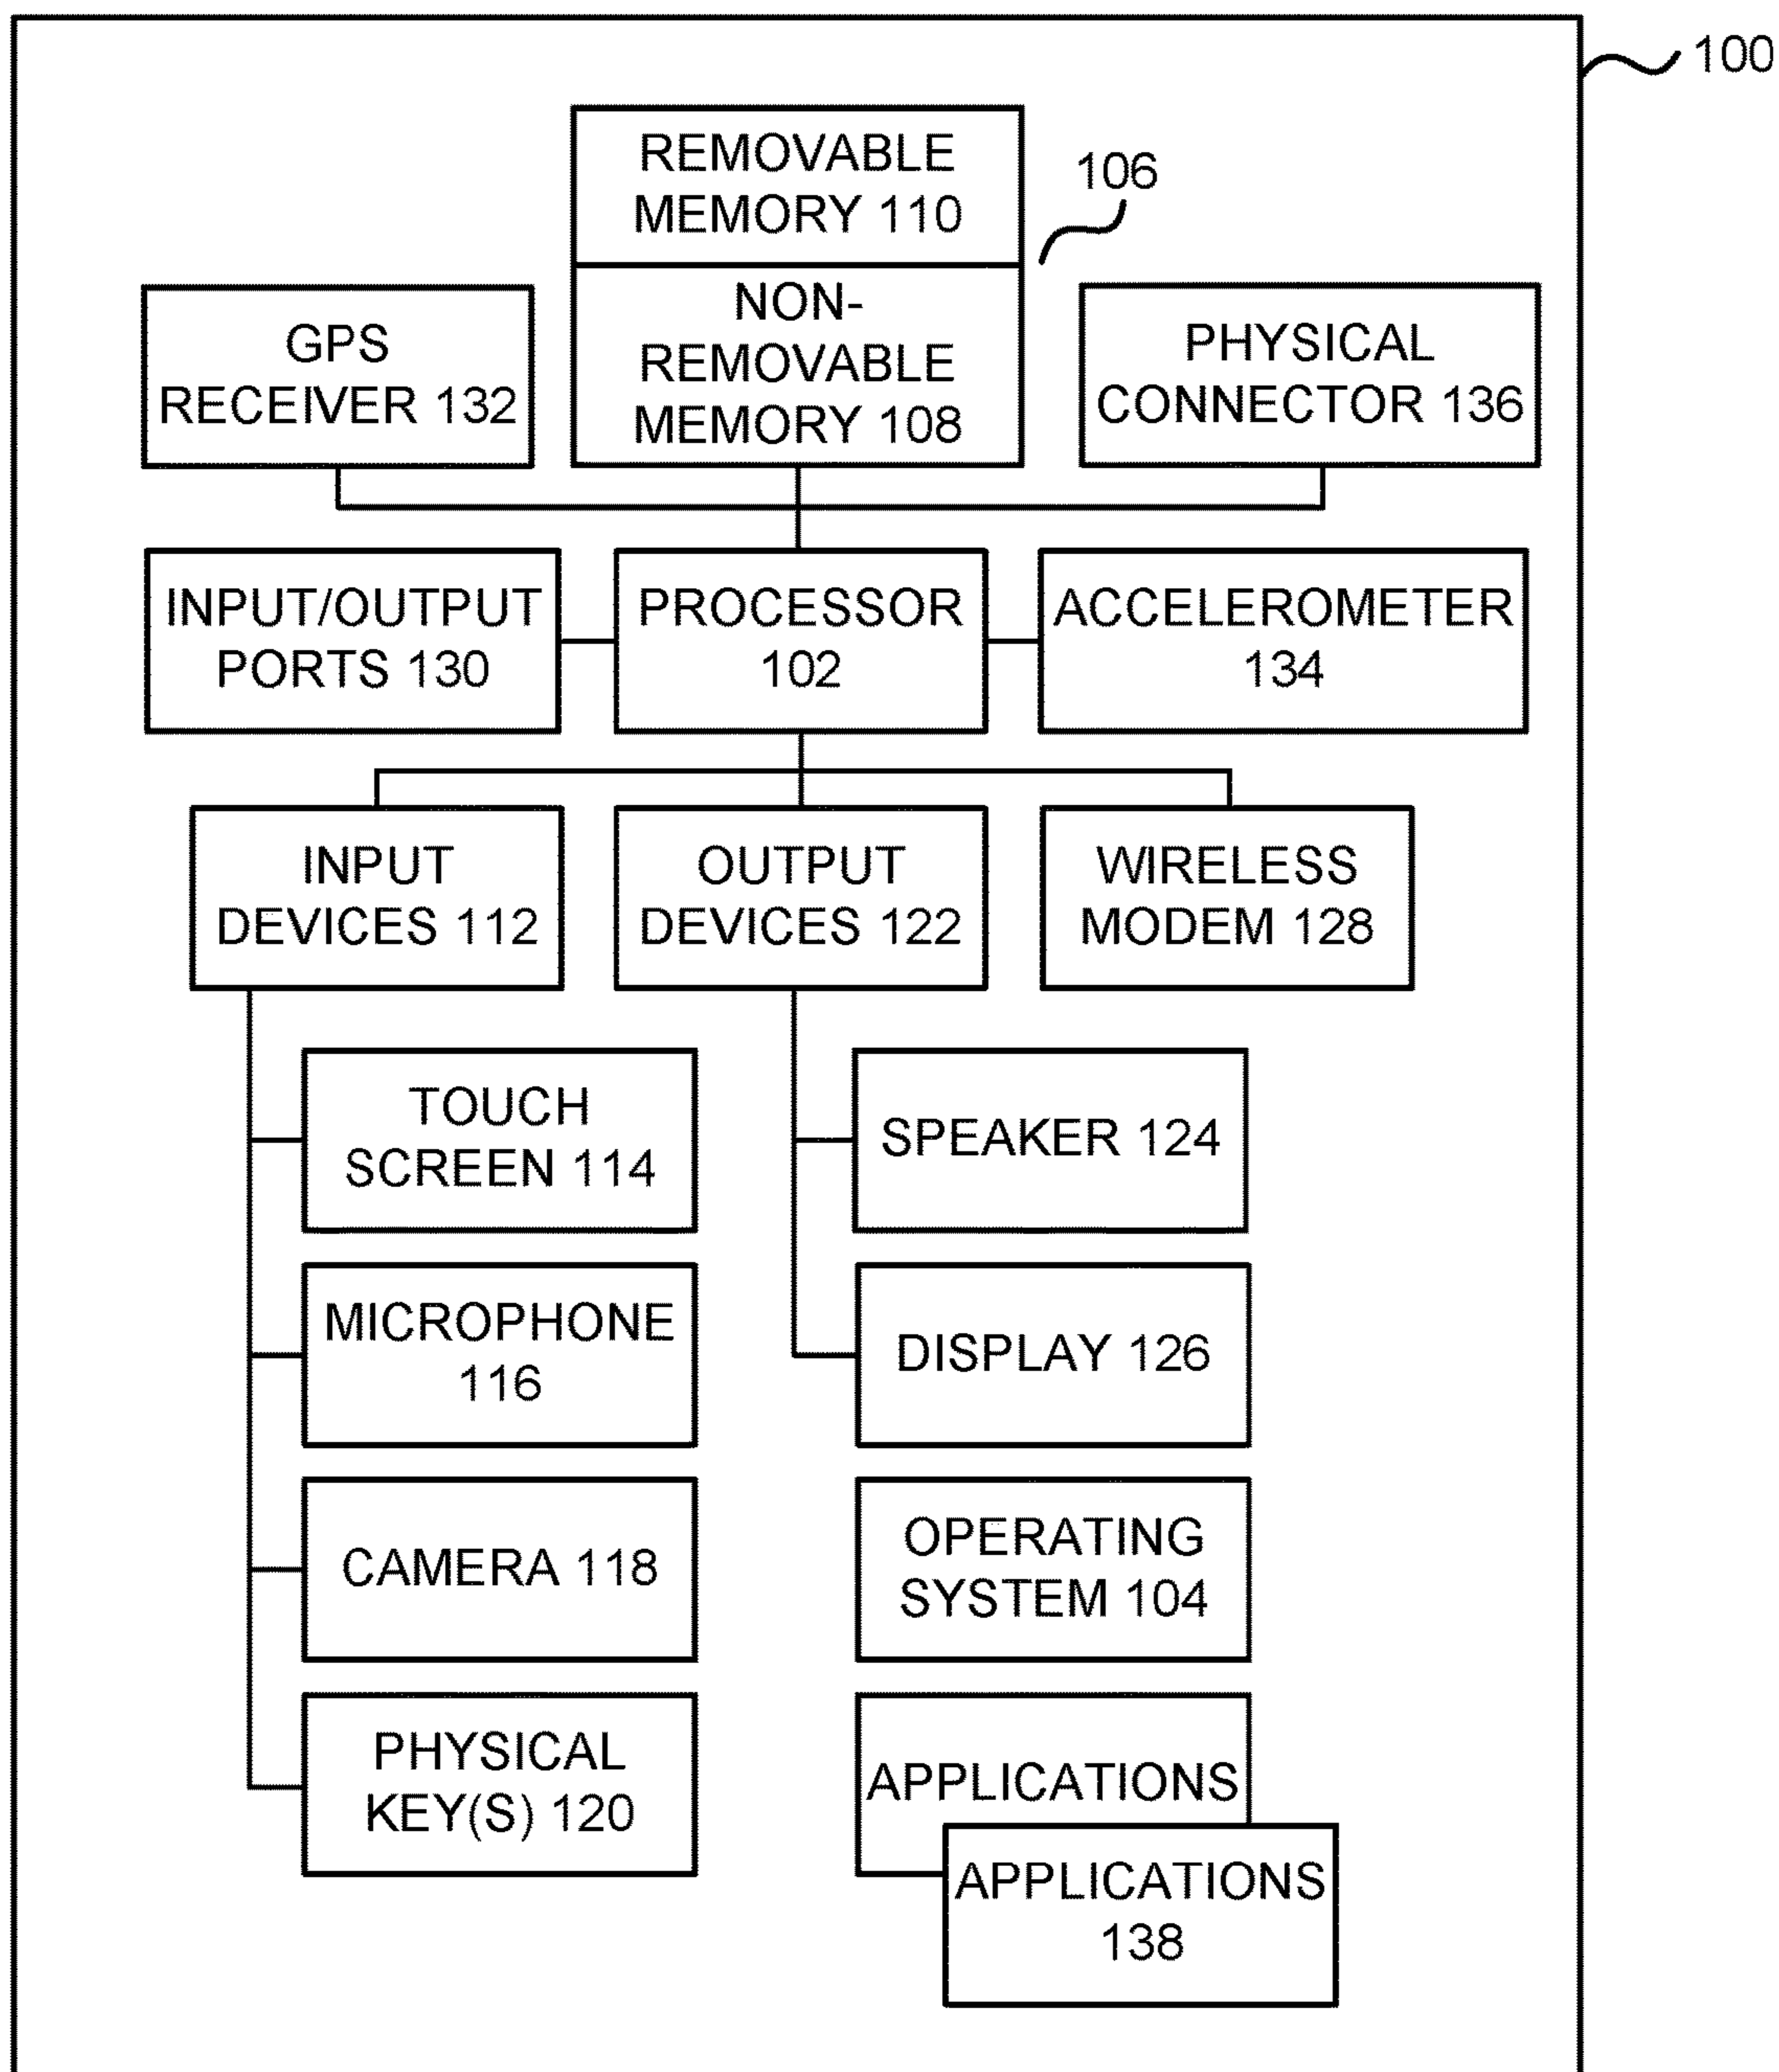 100
REMOVABLE
MEMORY 110
106
NON-
REMOVABLE
MEMORY 108
GPS
RECEIVER 132
PHYSICAL
CONNECTOR 136
INPUT/OUTPUT
PORTS 130
PROCESSOR
102
ACCELEROMETER
134
INPUT
DEVICES 112
OUTPUT
DEVICES 122
WIRELESS
MODEM 128
TOUCH
SCREEN 114
SPEAKER 124
MICROPHONE
116
DISPLAY 126
CAMERA 118
OPERATING
SYSTEM 104
PHYSICAL
KEY(S) 120
APPLICATIONS
APPLICATIONS
138